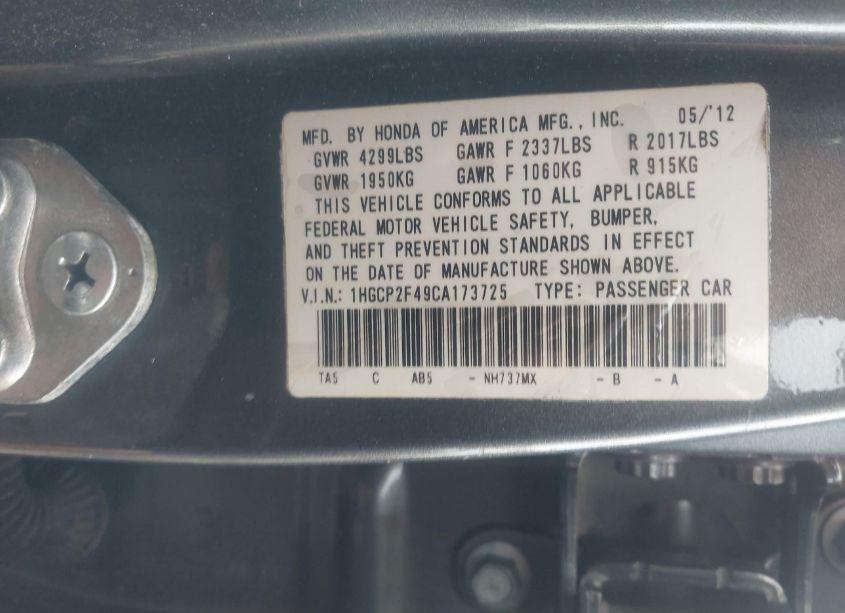 MFD. BY HONDA OF AMERICA MFG., INC. 05/'12
GVWR 4299LBS GAWR F 2337LBS R 2017LBS
GVWR 1950KG GAWR F 1060KG R 915KG
THIS VEHICLE CONFORMS TO ALL APPLICABLE
FEDERAL MOTOR VEHICLE SAFETY, BUMPER,
AND THEFT PREVENTION STANDARDS IN EFFECT
ON THE DATE OF MANUFACTURE SHOWN ABOVE.
V.I.N.: 1HGCP2F49CA173725 TYPE: PASSENGER CAR
TA5 C AB5 - NH737MX - B - A